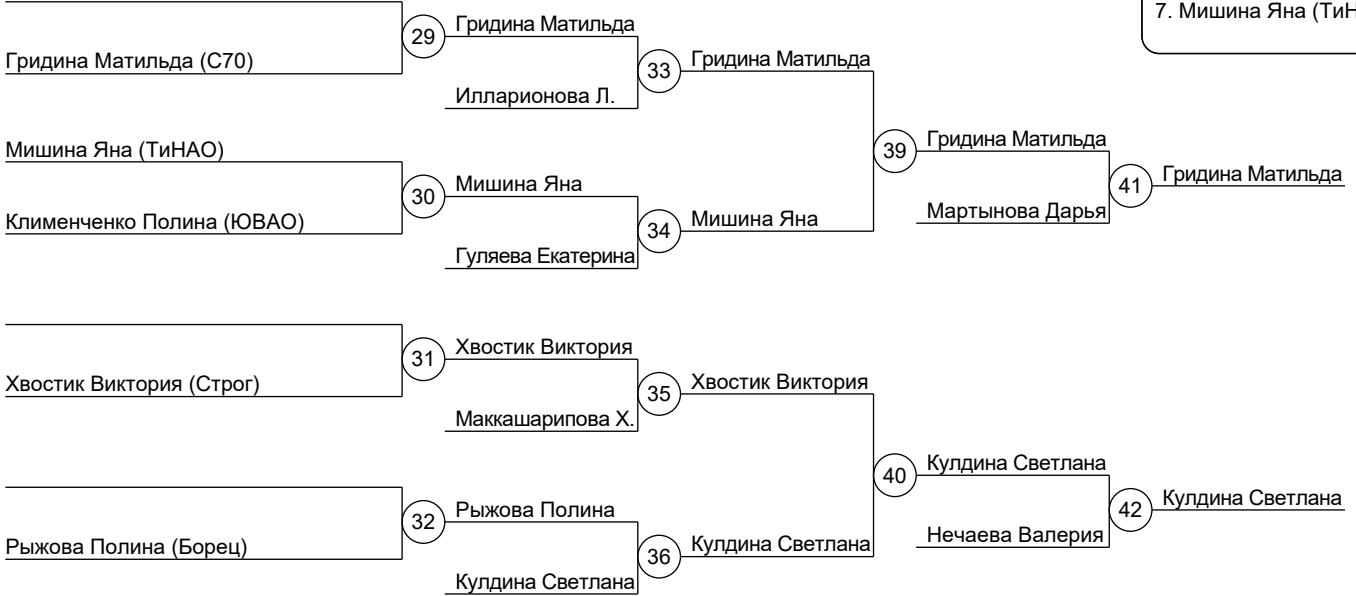 7. Мишина Яна (ТиН
Гридина Матильда
29
Гридина Матильда (С70)
Гридина Матильда
33
Илларионова Л.
Мишина Яна (ТиНАО)
Гридина Матильда
39
Мишина Яна
30
Гридина Матильда
41
Клименченко Полина (ЮВАО)
Мишина Яна
34
Мартынова Дарья
Гуляева Екатерина
Хвостик Виктория
31
Хвостик Виктория (Строг)
Хвостик Виктория
35
Маккашарипова Х.
Кулдина Светлана
40
Рыжова Полина
32
Кулдина Светлана
42
Рыжова Полина (Борец)
Кулдина Светлана
36
Нечаева Валерия
Кулдина Светлана